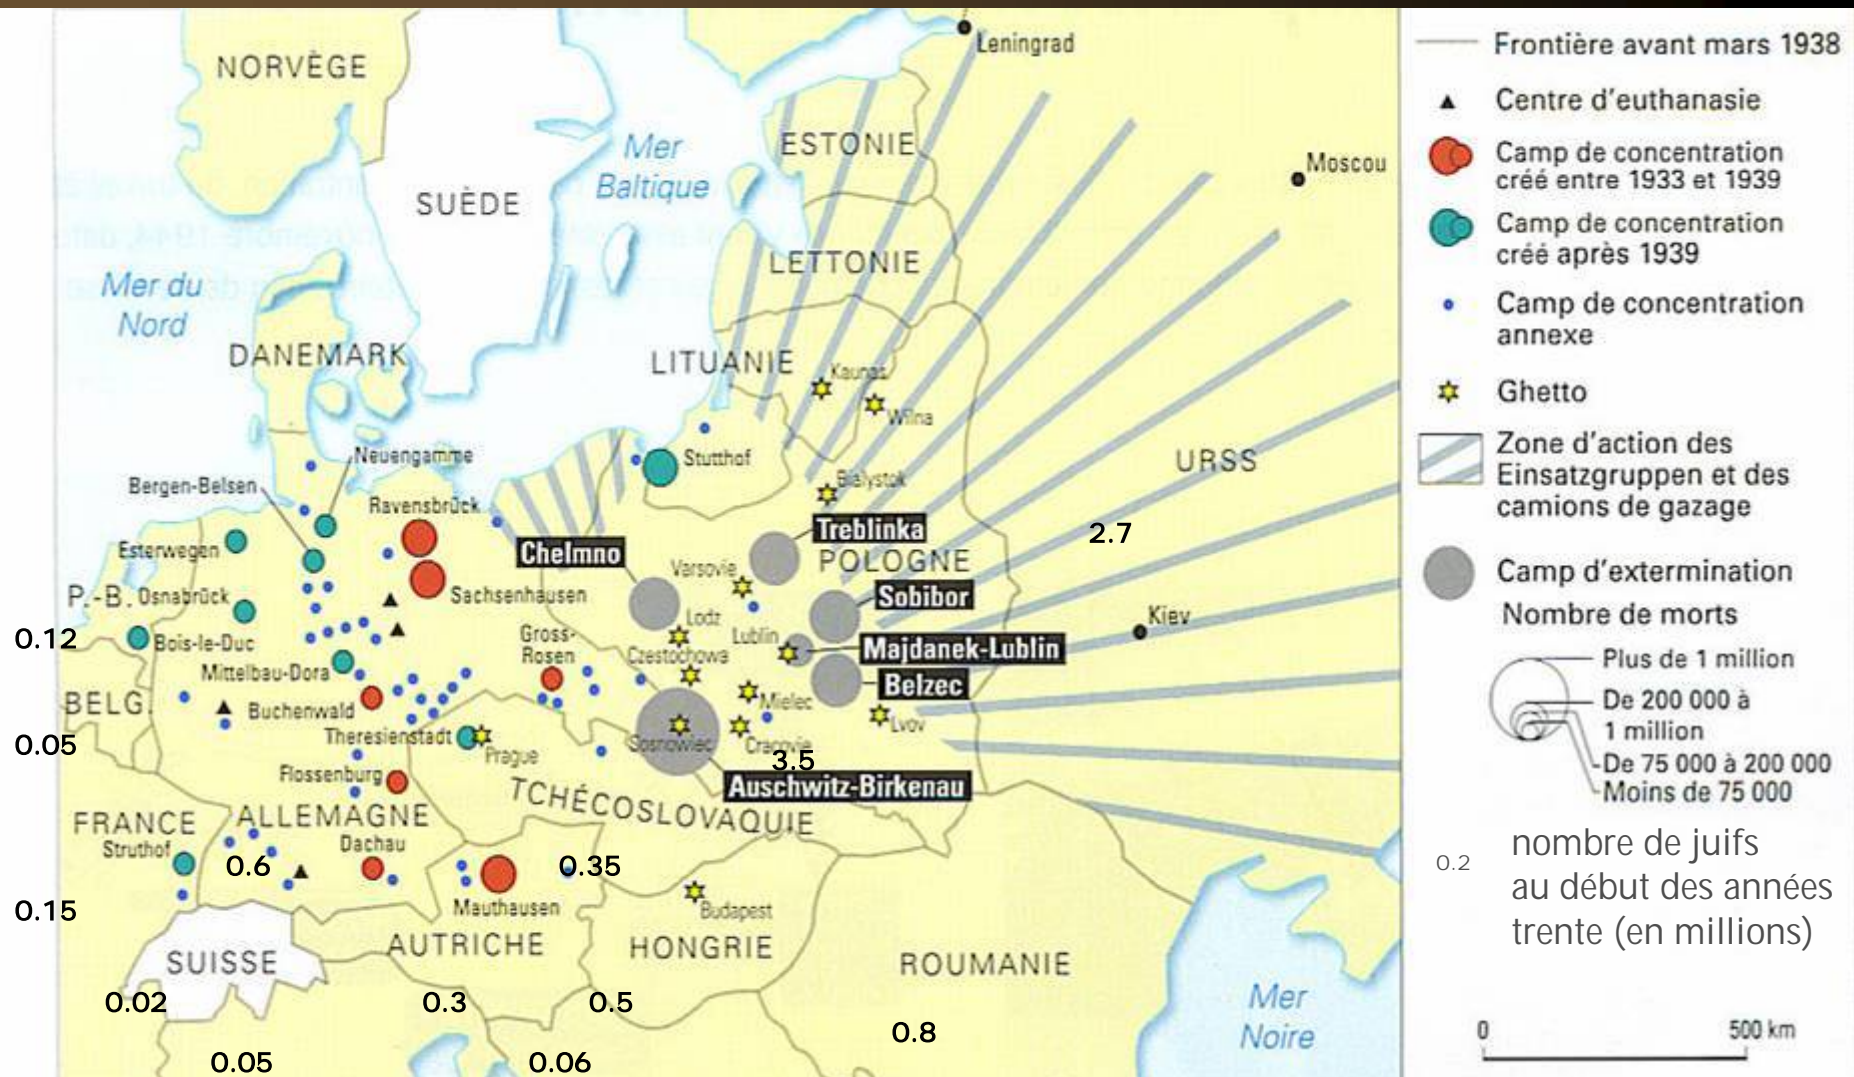 NORVÈGE
SUÈDE
Mer
Baltique
Leningrad
ESTONIE
Moscou
LETTONIE
Mer du
Nord
DANEMARK
LITUANIE
Kaunas
Wilna
URSS
Neuengamme
Bergen-Belsen
Ravensbrück
Stutthof
Bialystok
Treblinka
2.7
Esterwegen
Chelmno
Varsovie
POLOGNE
P.-B.
Osnabrück
Sachsenhausen
Sobibor
Lodz
Kiev
0.12
Bois-le-Duc
Gross-
Rosen
Lublin
Majdanek-Lublin
Czestochowa
Mittelbau-Dora
Belzec
BELG.
Buchenwald
Mielec
Lvov
0.05
Theresienstadt
Prague
Sosnowiec
Cracovie
3.5
Flossenburg
TCHÉCOSLOVAQUIE
Auschwitz-Birkenau
FRANCE
ALLEMAGNE
Struthof
Dachau
0.6
0.35
0.15
Mauthausen
Budapest
SUISSE
AUTRICHE
HONGRIE
ROUMANIE
0.02
0.3
0.5
0.8
Mer
Noire
0.05
0.06
Frontière avant mars 1938
Centre d'euthanasie
Camp de concentration
créé entre 1933 et 1939
Camp de concentration
créé après 1939
Camp de concentration
annexe
Ghetto
Zone d'action des
Einsatzgruppen et des
camions de gazage
Camp d'extermination
Nombre de morts
Plus de 1 million
De 200 000 à
1 million
De 75 000 à 200 000
Moins de 75 000
0.2
nombre de juifs
au début des années
trente (en millions)
0 500 km